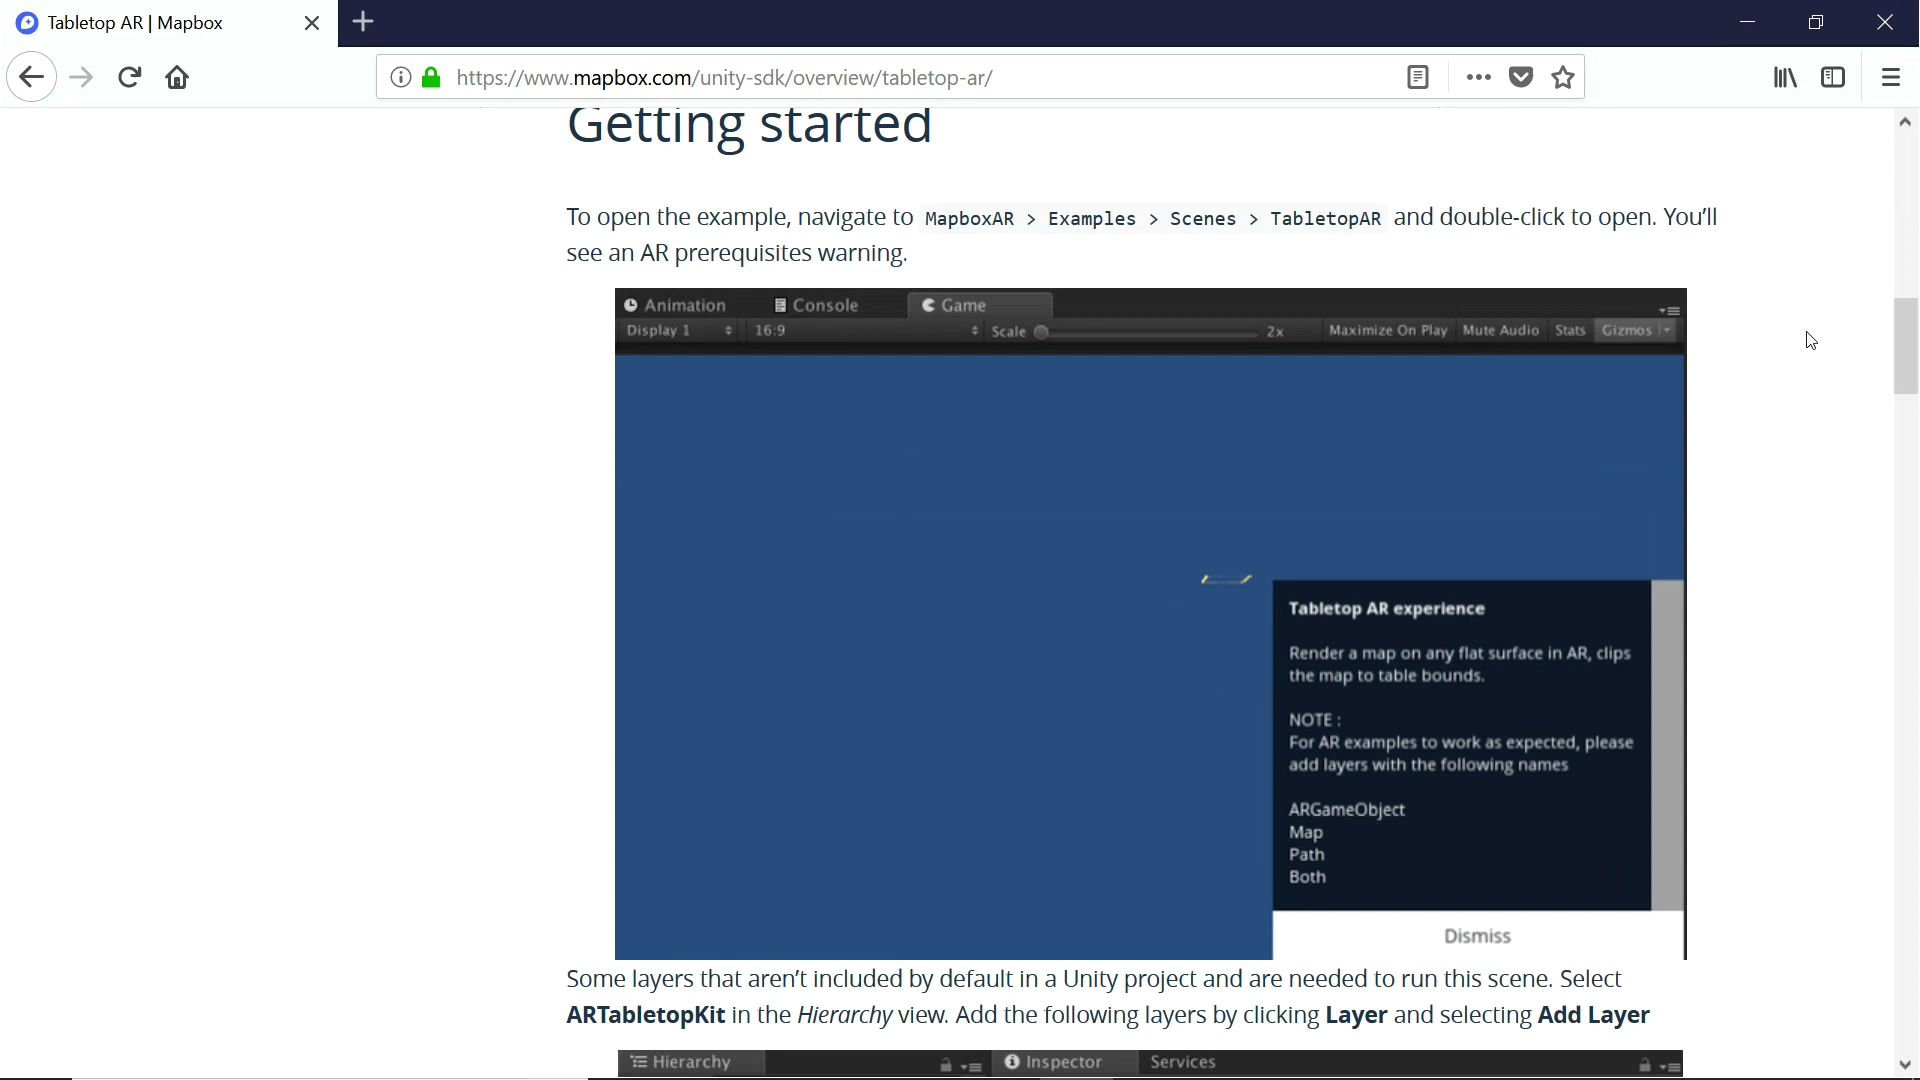 Tabletop AR | Mapbox
https://www.mapbox.com/unity-sdk/overview/tabletop-ar/
Getting started
To open the example, navigate to MapboxAR > Examples > Scenes > TabletopAR and double-click to open. You'll
see an AR prerequisites warning.
Animation Console Game
Display 1 16:9 Scale 2x Maximize On Play Mute Audio Stats Gizmos
Tabletop AR experience
Render a map on any flat surface in AR, clips
the map to table bounds.
NOTE :
For AR examples to work as expected, please
add layers with the following names
ARGameObject
Map
Path
Both
Dismiss
Some layers that aren't included by default in a Unity project and are needed to run this scene. Select
ARTabletopKit in the Hierarchy view. Add the following layers by clicking Layer and selecting Add Layer
Hierarchy Inspector Services